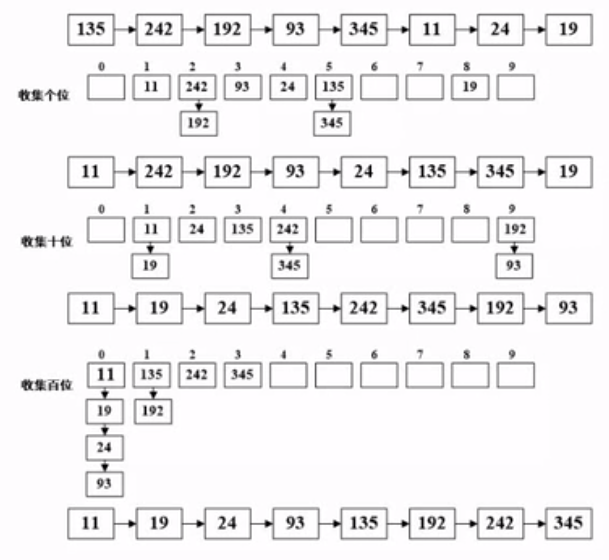 135 242 192 93 345 11 24 19
0 1 2 3 4 5 6 7 8 9
收集个位 11 242 93 24 135 19
192 345
11 242 192 93 24 135 345 19
0 1 2 3 4 5 6 7 8 9
收集十位 11 24 135 242 192
19 345 93
11 19 24 135 242 345 192 93
0 1 2 3 4 5 6 7 8 9
收集百位 11 135 242 345
19 192
24
93
11 19 24 93 135 192 242 345